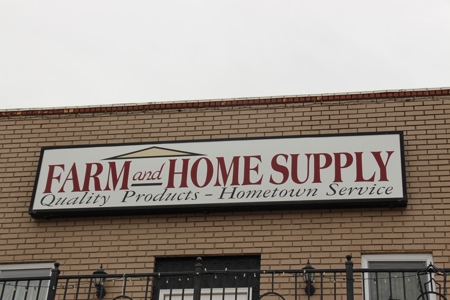 FARM and HOME SUPPLY
Quality Products - Hometown Service